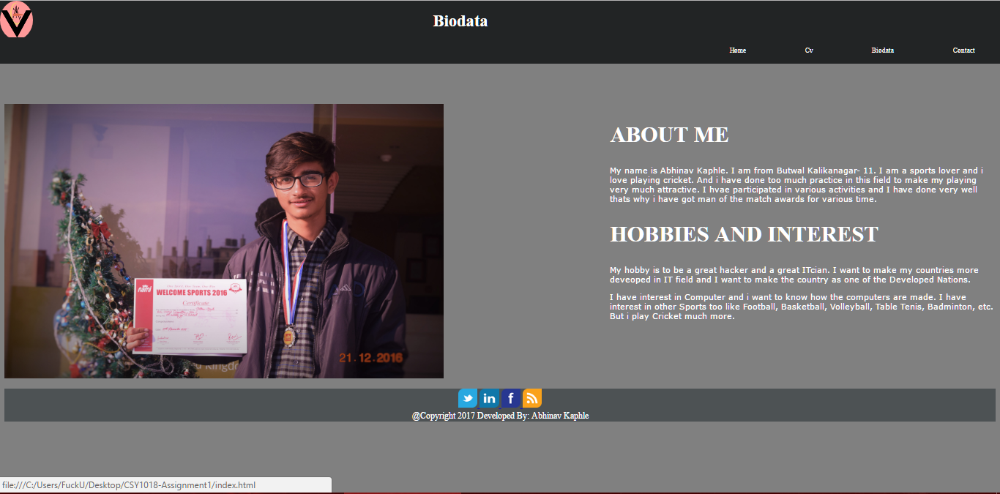 Biodata
Home Cv Biodata Contact
ABOUT ME
My name is Abhinav Kaphle. I am from Butwal Kalikanagar- 11. I am a sports lover and i
love playing cricket. And i have done too much practice in this field to make my playing
very much attractive. I hvae participated in various activities and I have done very well
thats why i have got man of the match awards for various time.
HOBBIES AND INTEREST
My hobby is to be a great hacker and a great ITcian. I want to make my countries more
deveoped in IT field and I want to make the country as one of the Developed Nations.
I have interest in Computer and i want to know how the computers are made. I have
interest in other Sports too like Football, Basketball, Volleyball, Table Tenis, Badminton, etc.
But i play Cricket much more.
nami
WELCOME SPORTS 2016
Certificate
21.12.2016
in f
@Copyright 2017 Developed By: Abhinav Kaphle
file:///C:/Users/FuckU/Desktop/CSY1018-Assignment1/index.html